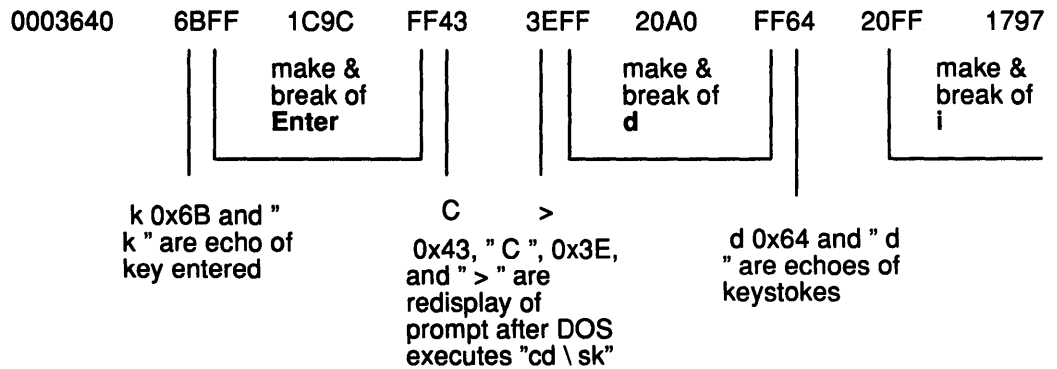 0003640 6BFF 1C9C FF43 3EFF 20A0 FF64 20FF 1797
make &
break of
Enter
make &
break of
d
make &
break of
i
k 0x6B and "
k " are echo of
key entered
C >
0x43, " C ", 0x3E,
and " > " are
redisplay of
prompt after DOS
executes "cd \ sk"
d 0x64 and " d
" are echoes of
keystokes